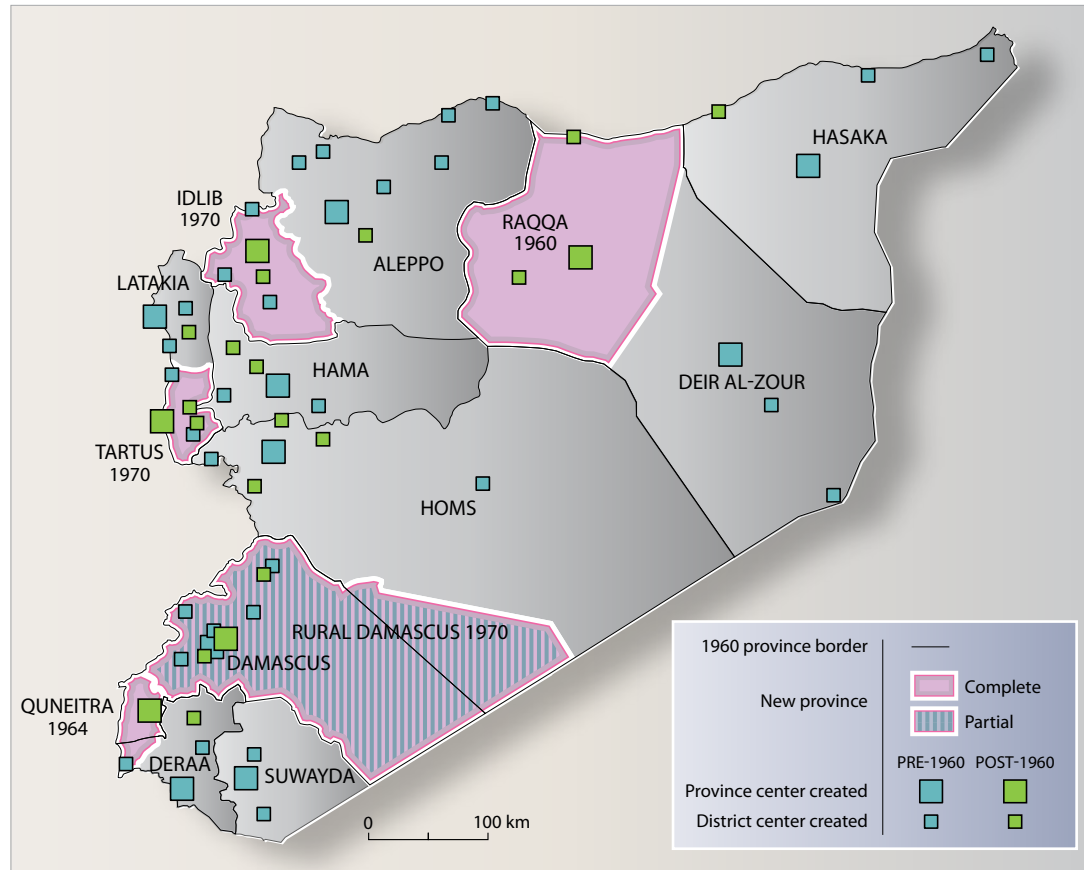 HASAKA
IDLIB
1970
RAQQA
1960
ALEPPO
LATAKIA
HAMA
DEIR AL-ZOUR
TARTUS
1970
HOMS
RURAL DAMASCUS 1970
DAMASCUS
QUNEITRA
1964
DERAA
SUWAYDA
0 100 km
1960 province border
New province
Complete
Partial
PRE-1960 POST-1960
Province center created
District center created